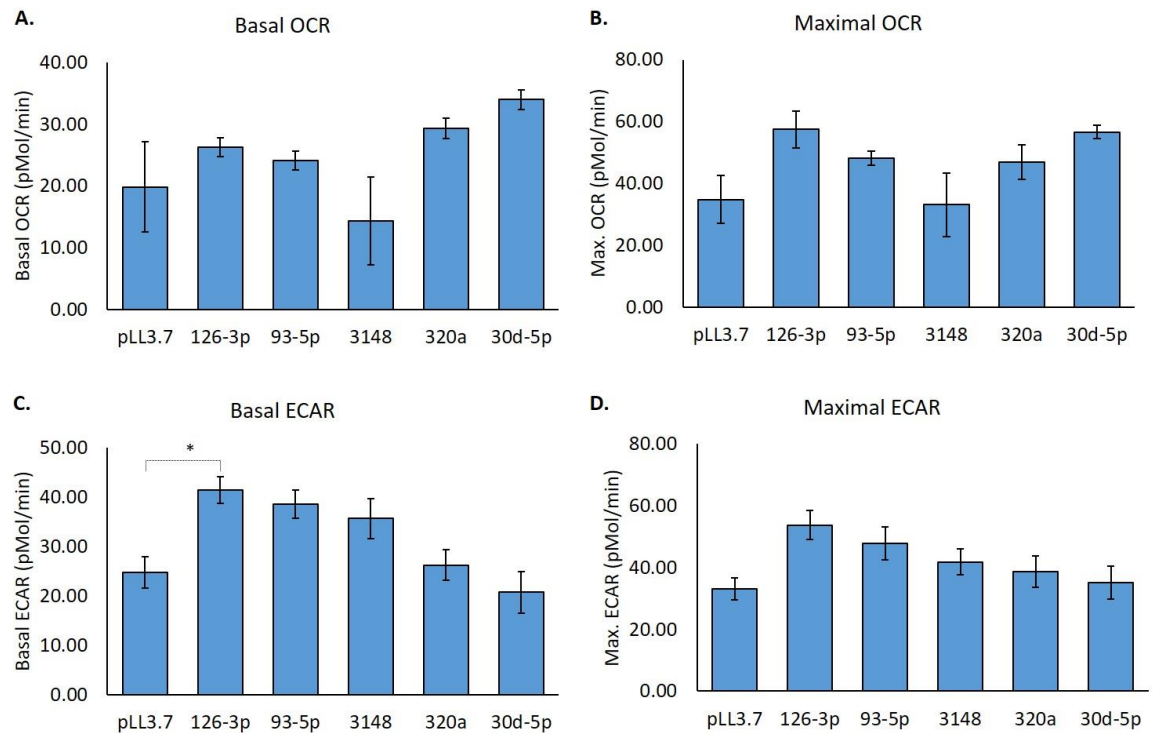 A.
Basal OCR
Basal OCR (pMol/min)
40.00
30.00
20.00
10.00
0.00
pLL3.7 126-3p 93-5p 3148 320a 30d-5p
B.
Maximal OCR
Max. OCR (pMol/min)
80.00
60.00
40.00
20.00
0.00
pLL3.7 126-3p 93-5p 3148 320a 30d-5p
C.
Basal ECAR
Basal ECAR (pMol/min)
50.00
40.00
30.00
20.00
10.00
0.00
*
pLL3.7 126-3p 93-5p 3148 320a 30d-5p
D.
Maximal ECAR
Max. ECAR (pMol/min)
80.00
60.00
40.00
20.00
0.00
pLL3.7 126-3p 93-5p 3148 320a 30d-5p